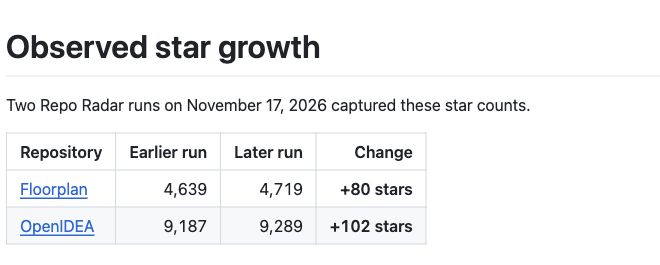 Observed star growth
Two Repo Radar runs on November 17, 2026 captured these star counts.
Repository Earlier run Later run Change
Floorplan 4,639 4,719 +80 stars
OpenIDEA 9,187 9,289 +102 stars